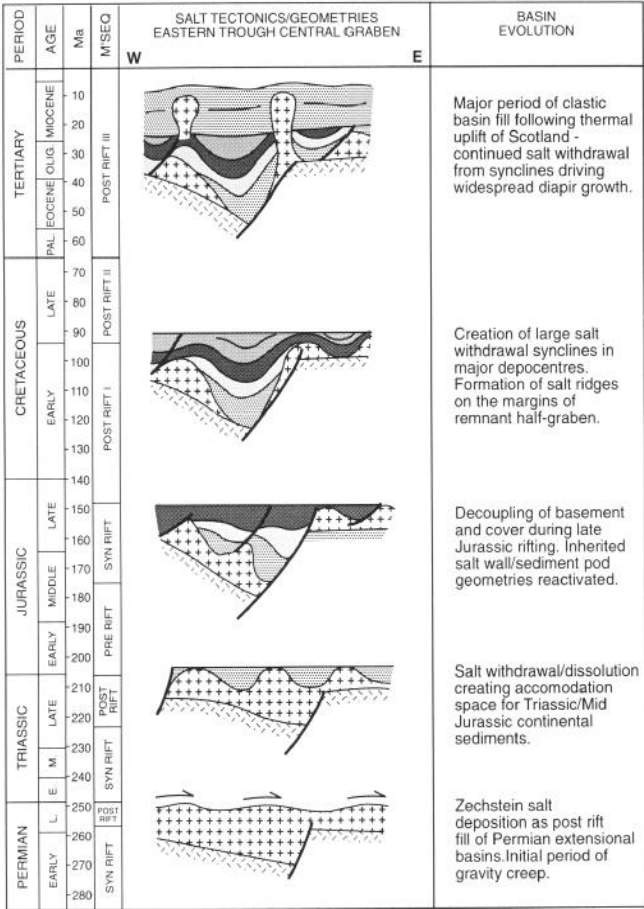 PERIOD
AGE
Ma
M'SEQ
SALT TECTONICS/GEOMETRIES
EASTERN TROUGH CENTRAL GRABEN
W
E
BASIN
EVOLUTION
TERTIARY
MIOCENE
OLIG.
EOCENE
PAL.
10
20
30
40
50
60
POST RIFT III
Major period of clastic
basin fill following thermal
uplift of Scotland -
continued salt withdrawal
from synclines driving
widespread diapir growth.
CRETACEOUS
LATE
EARLY
70
80
90
100
110
120
130
140
POST RIFT II
POST RIFT I
Creation of large salt
withdrawal synclines in
major depocentres.
Formation of salt ridges
on the margins of
remnant half-graben.
JURASSIC
LATE
MIDDLE
EARLY
150
160
170
180
190
200
SYN RIFT
PRE RIFT
Decoupling of basement
and cover during late
Jurassic rifting. Inherited
salt wall/sediment pod
geometries reactivated.
TRIASSIC
LATE
M.
E.
210
220
230
240
POST
RIFT
SYN RIFT
Salt withdrawal/dissolution
creating accomodation
space for Triassic/Mid
Jurassic continental
sediments.
PERMIAN
L.
EARLY
250
260
270
280
POST
RIFT
SYN RIFT
Zechstein salt
deposition as post rift
fill of Permian extensional
basins.Initial period of
gravity creep.